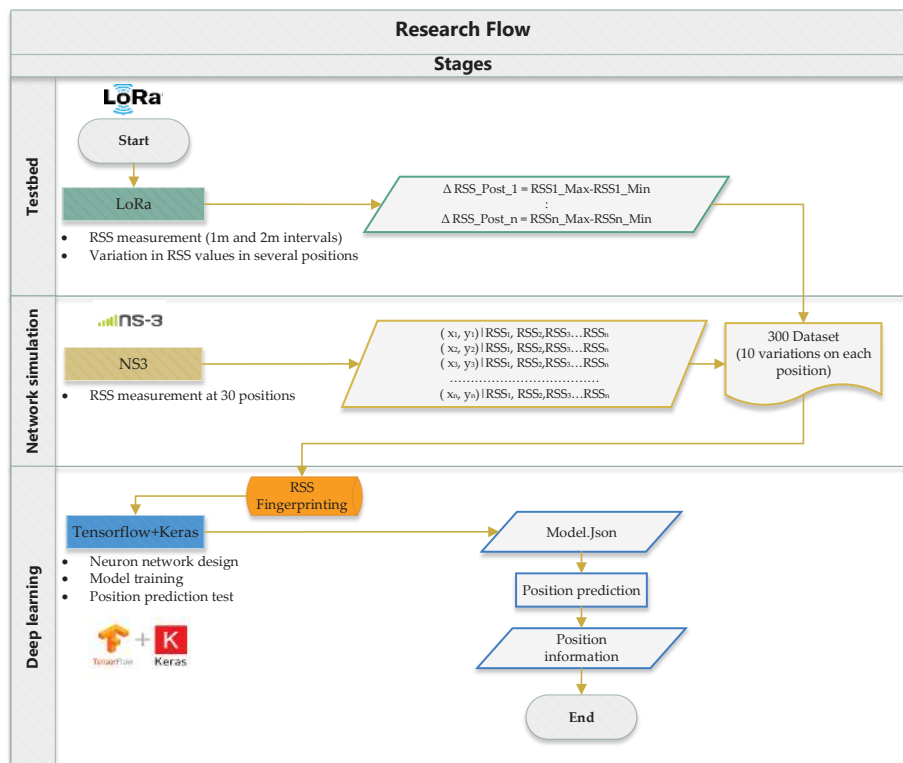 Research Flow
Stages
Testbed
LoRa
Start
LoRa
• RSS measurement (1m and 2m intervals)
• Variation in RSS values in several positions
Δ RSS_Post_1 = RSS1_Max-RSS1_Min
:
Δ RSS_Post_n = RSSn_Max-RSSn_Min
Network simulation
ns-3
NS3
• RSS measurement at 30 positions
( x₁, y₁)|RSS₁, RSS₂,RSS₃…RSSₙ
( x₂, y₂)|RSS₁, RSS₂,RSS₃…RSSₙ
( x₃, y₃)|RSS₁, RSS₂,RSS₃…RSSₙ
…………………………………
( xₙ, yₙ)|RSS₁, RSS₂,RSS₃…RSSₙ
300 Dataset
(10 variations on each
position)
Deep learning
RSS
Fingerprinting
Tensorflow+Keras
• Neuron network design
• Model training
• Position prediction test
+
K
TensorFlow
Keras
Model.Json
Position prediction
Position
information
End